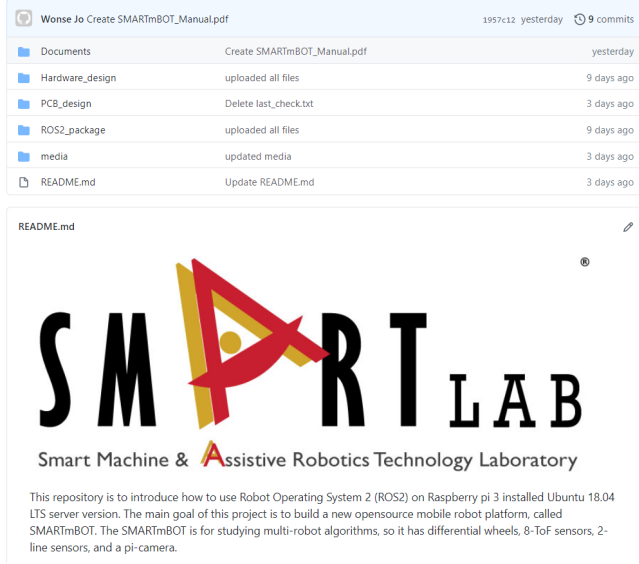 Wonse Jo Create SMARTmBOT_Manual.pdf 1957c12 yesterday 9 commits
Documents Create SMARTmBOT_Manual.pdf yesterday
Hardware_design uploaded all files 9 days ago
PCB_design Delete last_check.txt 3 days ago
ROS2_package uploaded all files 9 days ago
media updated media 3 days ago
README.md Update README.md 3 days ago
README.md
®
SMART LAB
Smart Machine & Assistive Robotics Technology Laboratory
This repository is to introduce how to use Robot Operating System 2 (ROS2) on Raspberry pi 3 installed Ubuntu 18.04
LTS server version. The main goal of this project is to build a new opensource mobile robot platform, called
SMARTmBOT. The SMARTmBOT is for studying multi-robot algorithms, so it has differential wheels, 8-ToF sensors, 2-
line sensors, and a pi-camera.